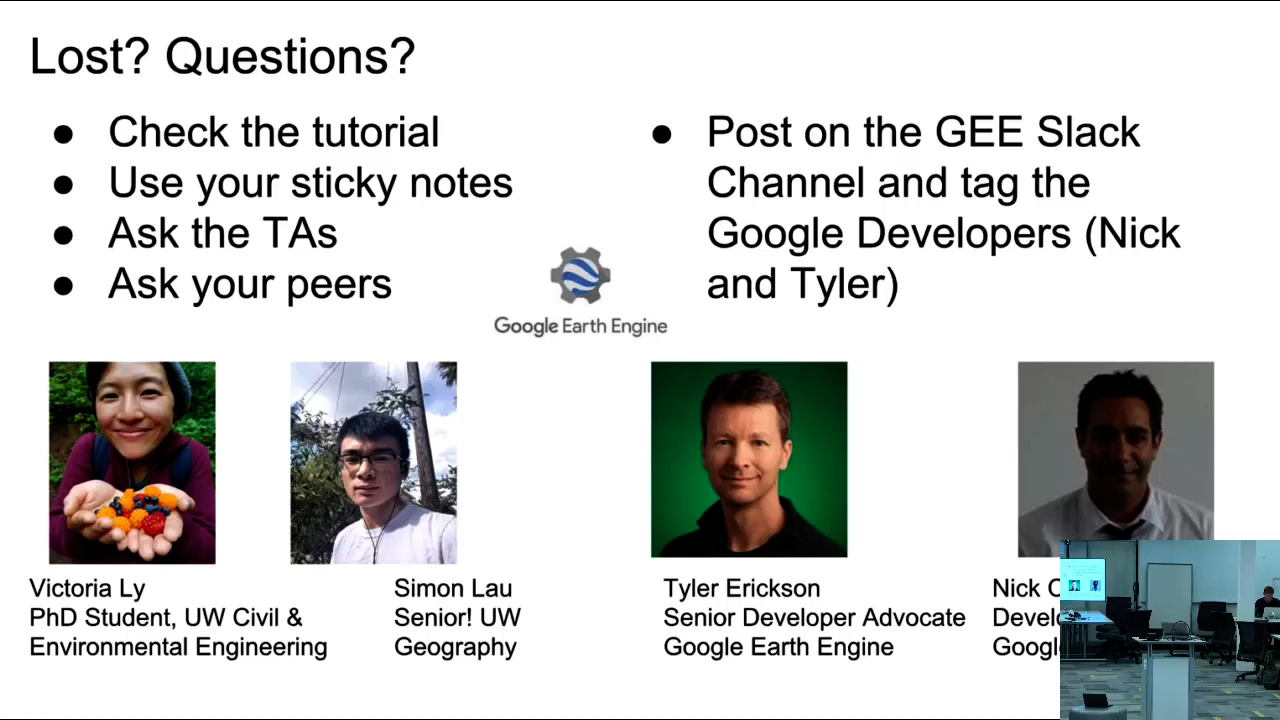 Lost? Questions?
● Check the tutorial
● Use your sticky notes
● Ask the TAs
● Ask your peers
● Post on the GEE Slack
Channel and tag the
Google Developers (Nick
and Tyler)
Google Earth Engine
Victoria Ly
PhD Student, UW Civil &
Environmental Engineering
Simon Lau
Senior! UW
Geography
Tyler Erickson
Senior Developer Advocate
Google Earth Engine
Nick